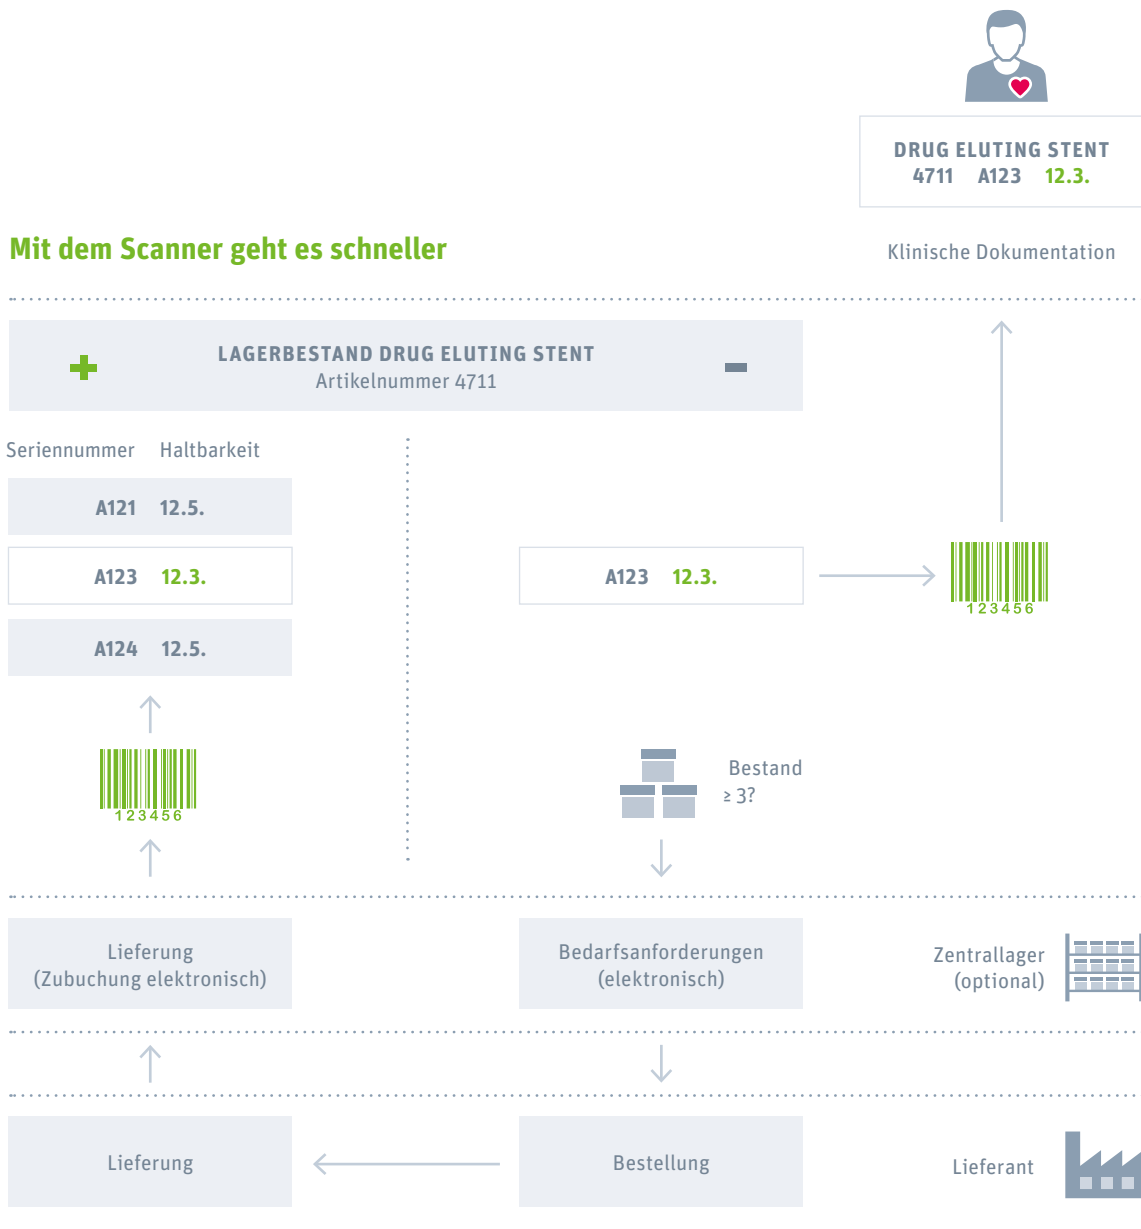 DRUG ELUTING STENT
4711 A123 12.3.
Mit dem Scanner geht es schneller
Klinische Dokumentation
LAGERBESTAND DRUG ELUTING STENT
Artikelnummer 4711
Seriennummer Haltbarkeit
A121 12.5.
A123 12.3.
A123 12.3.
123456
A124 12.5.
123456
Bestand
≥ 3?
Lieferung
(Zubuchung elektronisch)
Bedarfsanforderungen
(elektronisch)
Zentrallager
(optional)
Lieferung
Bestellung
Lieferant